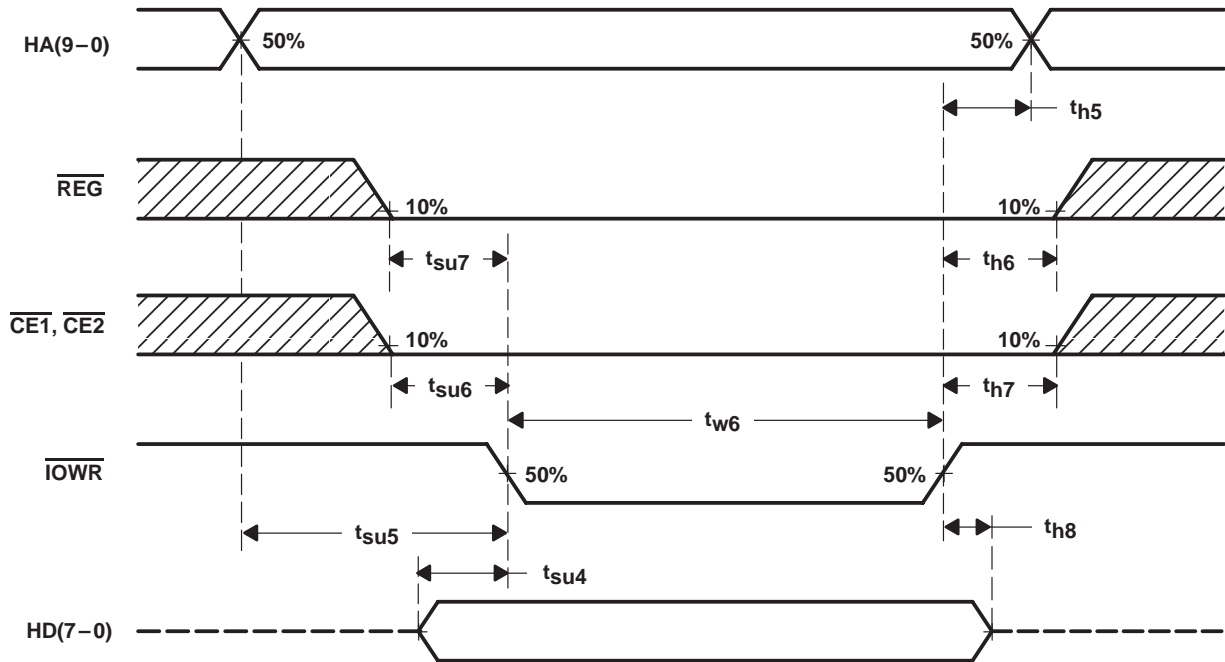 HA(9–0)
50%
50%
th5
REG
10%
10%
tsu7
th6
CE1, CE2
10%
10%
tsu6
th7
tw6
IOWR
50%
50%
tsu5
th8
tsu4
HD(7–0)